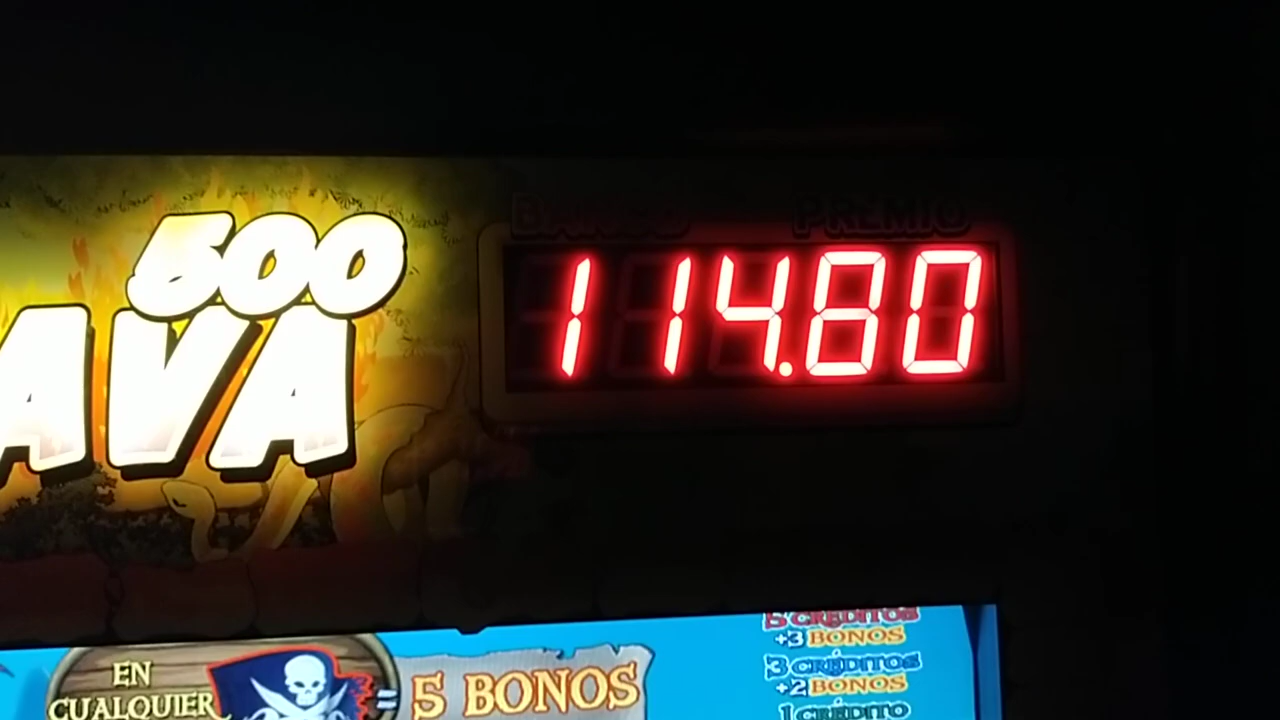 BANCO PREMIO
500
AVA
114.80
5 CRÉDITOS
+3 BONOS
EN
CUALQUIER
= 5 BONOS
3 CRÉDITOS
+2 BONOS
1 CRÉDITO